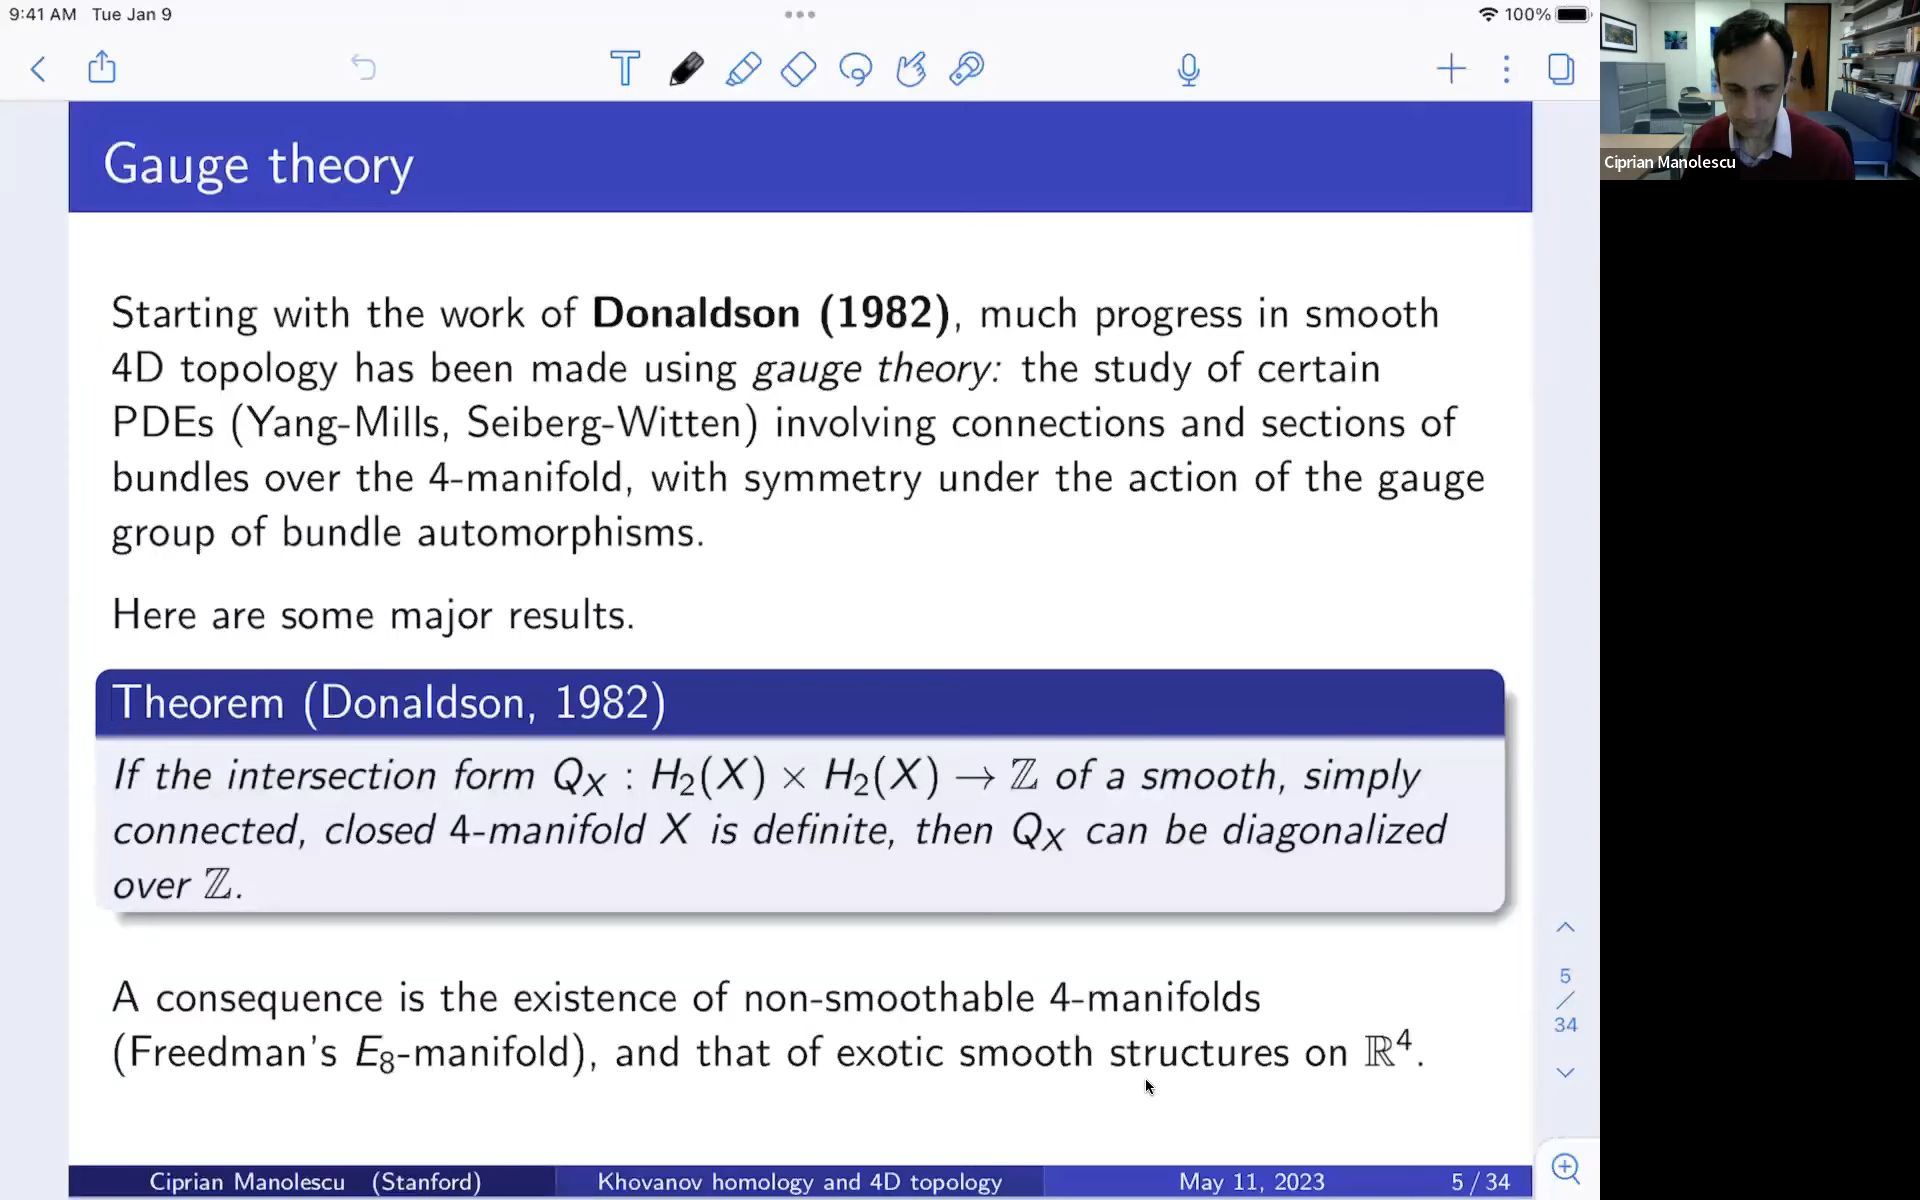 9:41 AM Tue Jan 9
100%
Gauge theory
Ciprian Manolescu
Starting with the work of Donaldson (1982), much progress in smooth
4D topology has been made using gauge theory: the study of certain
PDEs (Yang-Mills, Seiberg-Witten) involving connections and sections of
bundles over the 4-manifold, with symmetry under the action of the gauge
group of bundle automorphisms.
Here are some major results.
Theorem (Donaldson, 1982)
If the intersection form Q_X : H₂(X) × H₂(X) → ℤ of a smooth, simply
connected, closed 4-manifold X is definite, then Q_X can be diagonalized
over ℤ.
A consequence is the existence of non-smoothable 4-manifolds
(Freedman's E₈-manifold), and that of exotic smooth structures on ℝ⁴.
5
/
34
Ciprian Manolescu (Stanford) Khovanov homology and 4D topology May 11, 2023 5 / 34